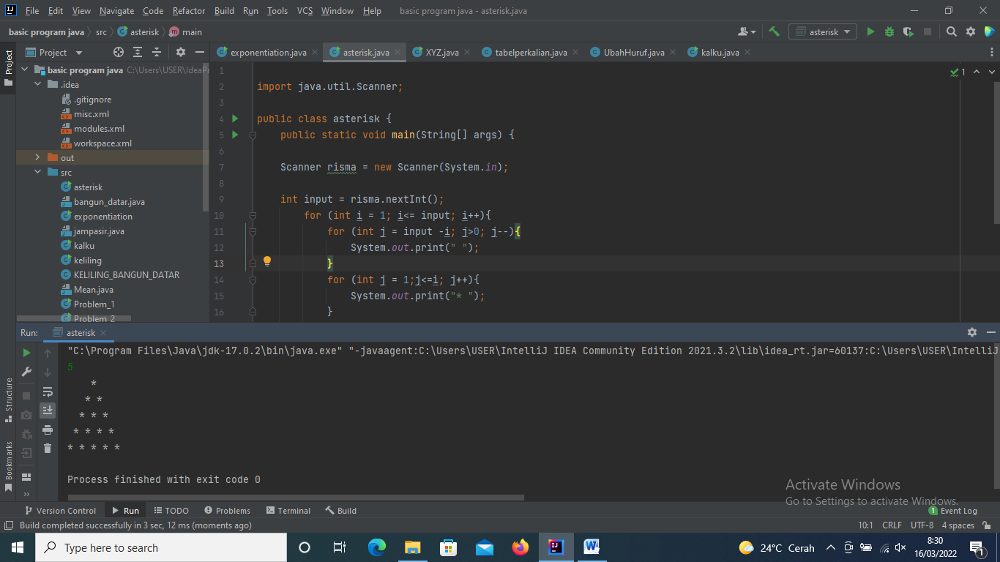 File Edit View Navigate Code Refactor Build Run Tools VCS Window Help basic program java - asterisk.java
basic program java src asterisk main asterisk
Project
exponentiation.java asterisk.java XYZ.java tabelperkalian.java UbahHuruf.java kalku.java
Project
basic program java C:\Users\USER\IdeaPr
.idea
.gitignore
misc.xml
modules.xml
workspace.xml
out
src
asterisk
bangun_datar.java
exponentiation
jampasir.java
kalku
keliling
KELILING_BANGUN_DATAR
Mean.java
Problem_1
Problem_2
1
1
2 import java.util.Scanner;
3
4 public class asterisk {
5 public static void main(String[] args) {
6
7 Scanner risma = new Scanner(System.in);
8
9 int input = risma.nextInt();
10 for (int i = 1; i<= input; i++){
11 for (int j = input -i; j>0; j--){
12 System.out.print(" ");
13 }
14 for (int j = 1;j<=i; j++){
15 System.out.print("* ");
16 }
Run: asterisk
"C:\Program Files\Java\jdk-17.0.2\bin\java.exe" "-javaagent:C:\Users\USER\IntelliJ IDEA Community Edition 2021.3.2\lib\idea_rt.jar=60137:C:\Users\USER\IntelliJ
5
*
* *
* * *
* * * *
* * * * *
Process finished with exit code 0
Structure
Bookmarks
Activate Windows
Go to Settings to activate Windows.
Version Control Run TODO Problems Terminal Build 1 Event Log
Build completed successfully in 3 sec, 12 ms (moments ago) 10:1 CRLF UTF-8 4 spaces
Type here to search
24°C Cerah
8:30
16/03/2022
1